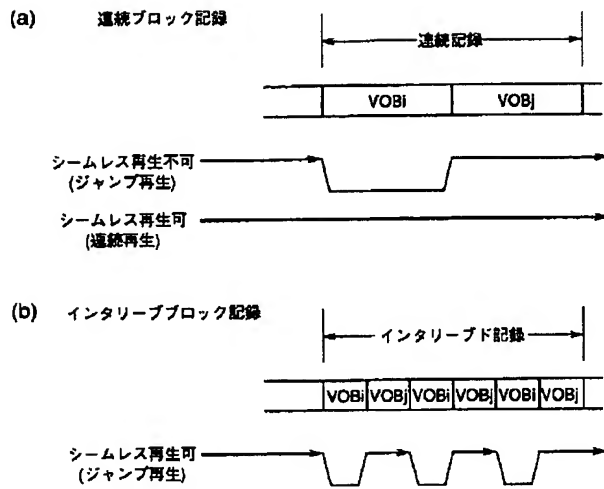 (a) 連続ブロック記録
連続記録
VOBi VOBj
シームレス再生不可
(ジャンプ再生)
シームレス再生可
(連続再生)
(b) インタリーブブロック記録
インタリーブド記録
VOBi VOBj VOBi VOBj VOBi VOBj
シームレス再生可
(ジャンプ再生)